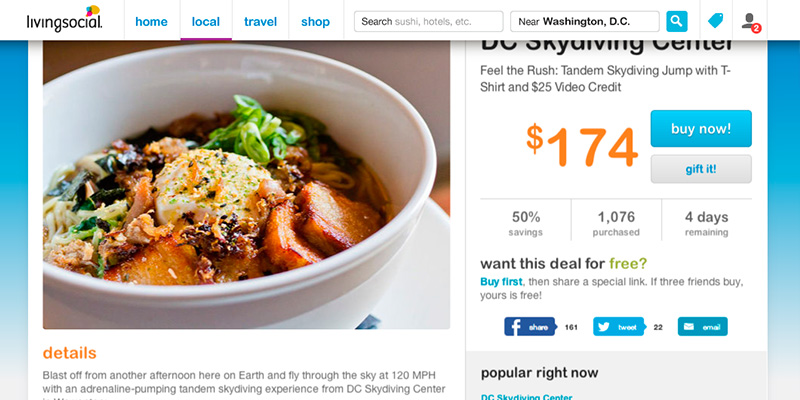 livingsocial.
home
local
travel
shop
Search sushi, hotels, etc.
Near Washington, D.C.
2
DC Skydiving Center
Feel the Rush: Tandem Skydiving Jump with T-
Shirt and $25 Video Credit
$174
buy now!
gift it!
50%
savings
1,076
purchased
4 days
remaining
want this deal for free?
Buy first, then share a special link. If three friends buy,
yours is free!
share
161
tweet
22
email
details
Blast off from another afternoon here on Earth and fly through the sky at 120 MPH
with an adrenaline-pumping tandem skydiving experience from DC Skydiving Center
popular right now
DC Skydiving Center